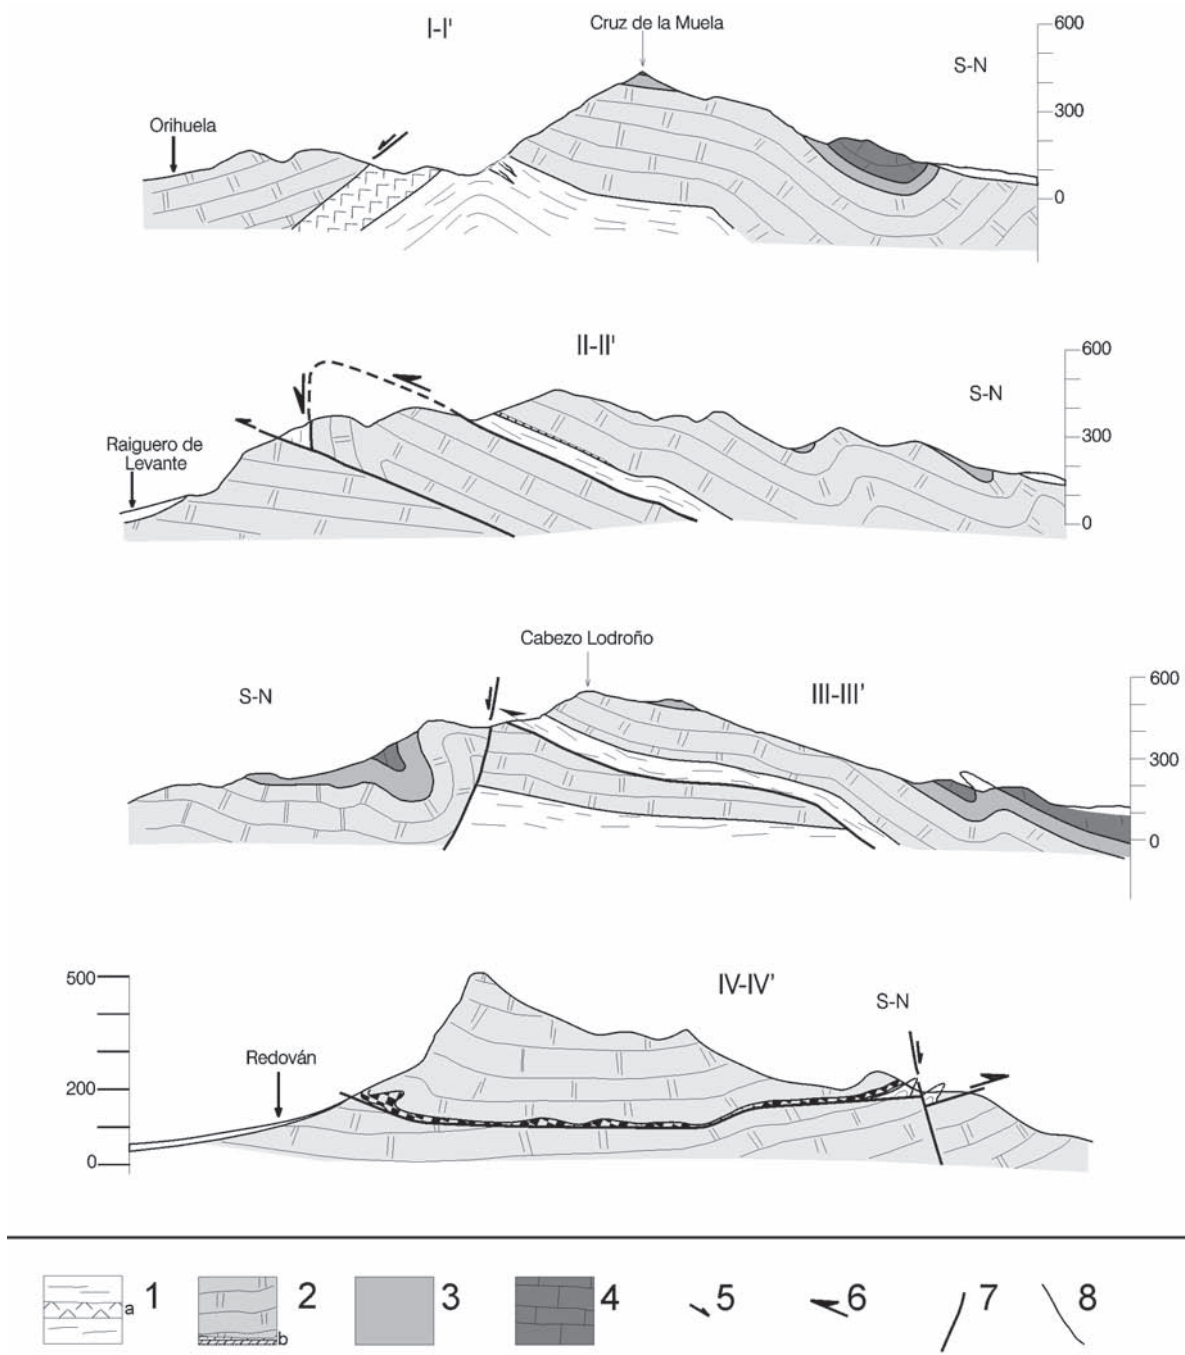 I-I'
Cruz de la Muela
600
S-N
300
Orihuela
0
II-II'
600
S-N
300
Raiguero de
Levante
0
Cabezo Lodroño
600
S-N
III-III'
300
0
500
IV-IV'
S-N
Redován
200
0
a 1
b 2
3
4
5
6
7
8